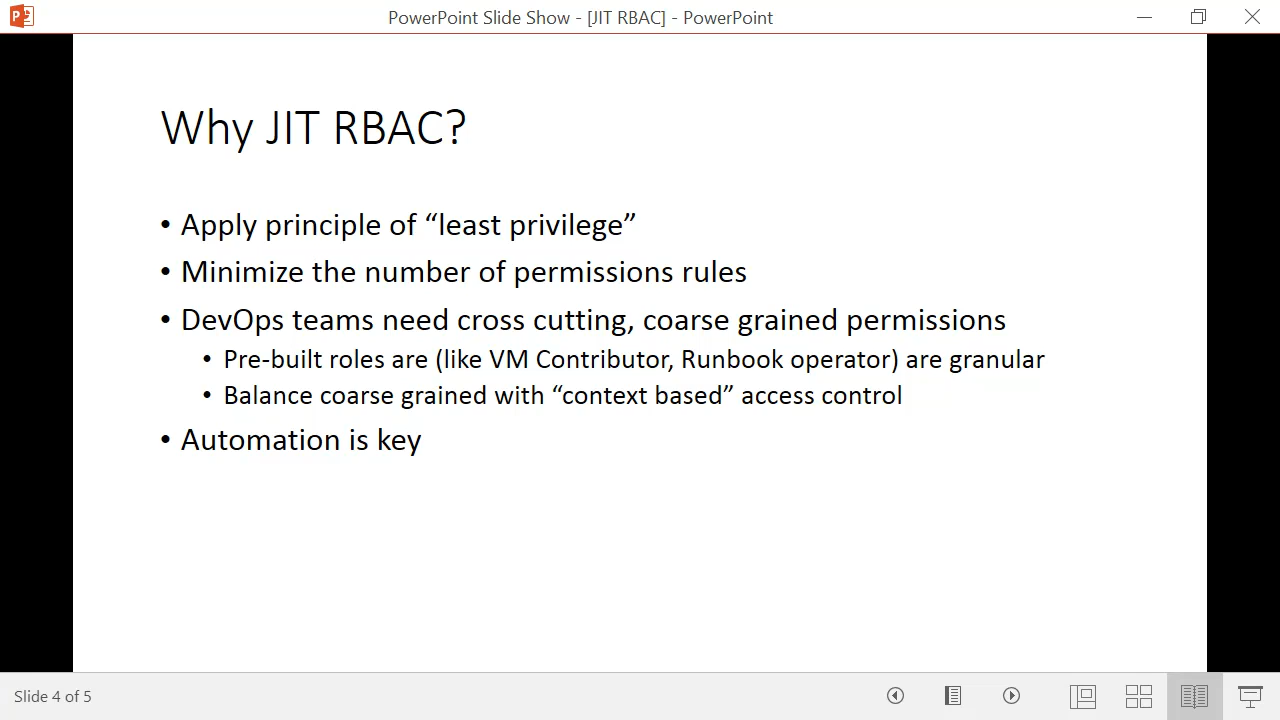 PowerPoint Slide Show - [JIT RBAC] - PowerPoint
Why JIT RBAC?
• Apply principle of “least privilege”
• Minimize the number of permissions rules
• DevOps teams need cross cutting, coarse grained permissions
• Pre-built roles are (like VM Contributor, Runbook operator) are granular
• Balance coarse grained with “context based” access control
• Automation is key
Slide 4 of 5